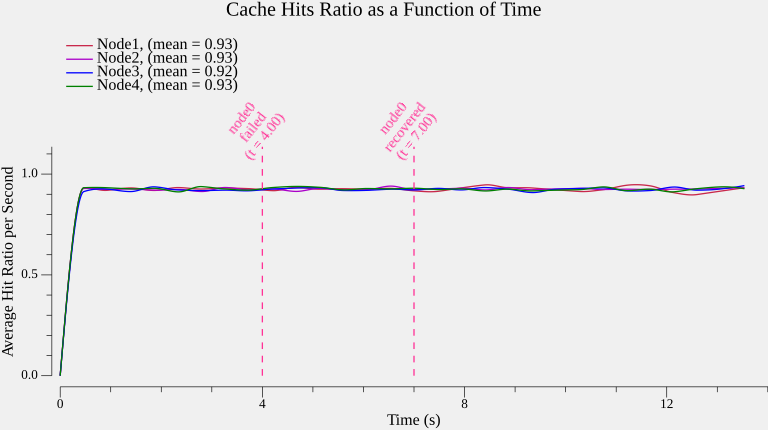 Cache Hits Ratio as a Function of Time
Node1, (mean = 0.93)
Node2, (mean = 0.93)
Node3, (mean = 0.92)
Node4, (mean = 0.93)
node0
failed
(t = 4.00)
node0
recovered
(t = 7.00)
Average Hit Ratio per Second
1.0
0.5
0.0
0
4
8
12
Time (s)